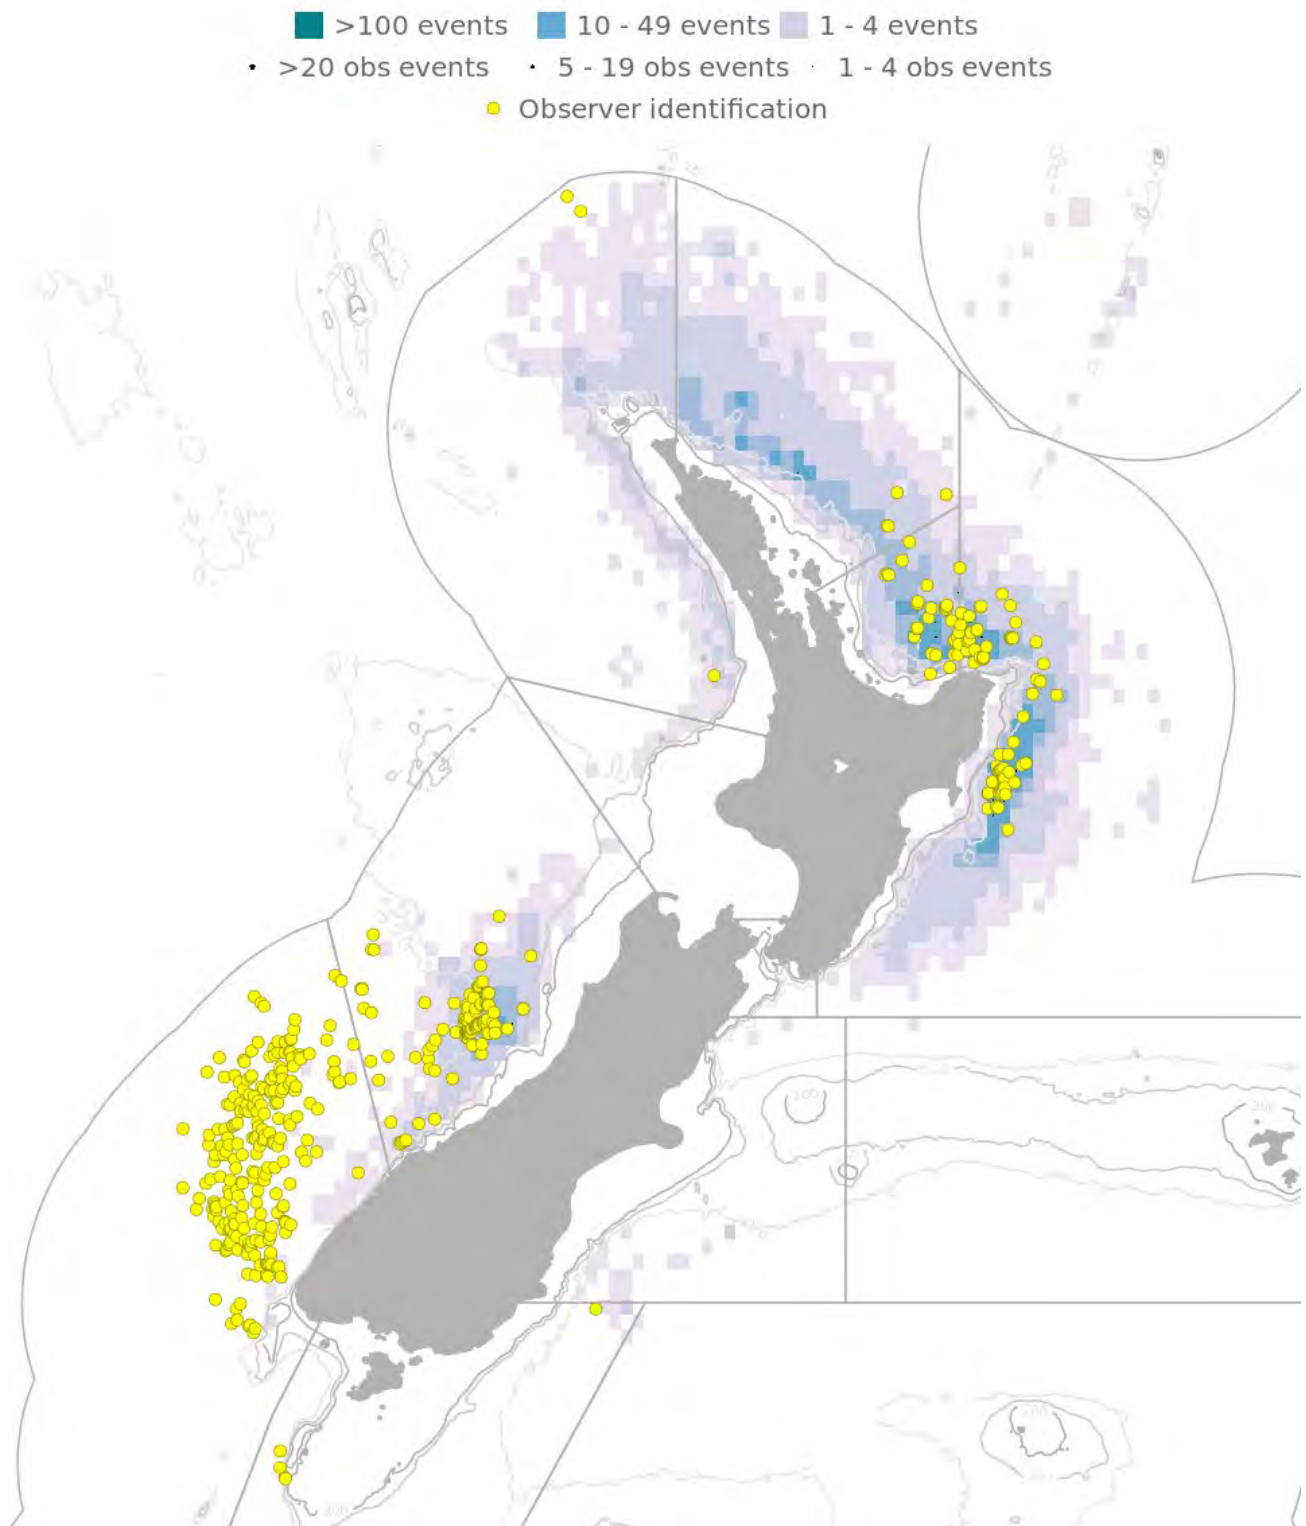 >100 events 10 - 49 events 1 - 4 events
>20 obs events 5 - 19 obs events 1 - 4 obs events
Observer identification